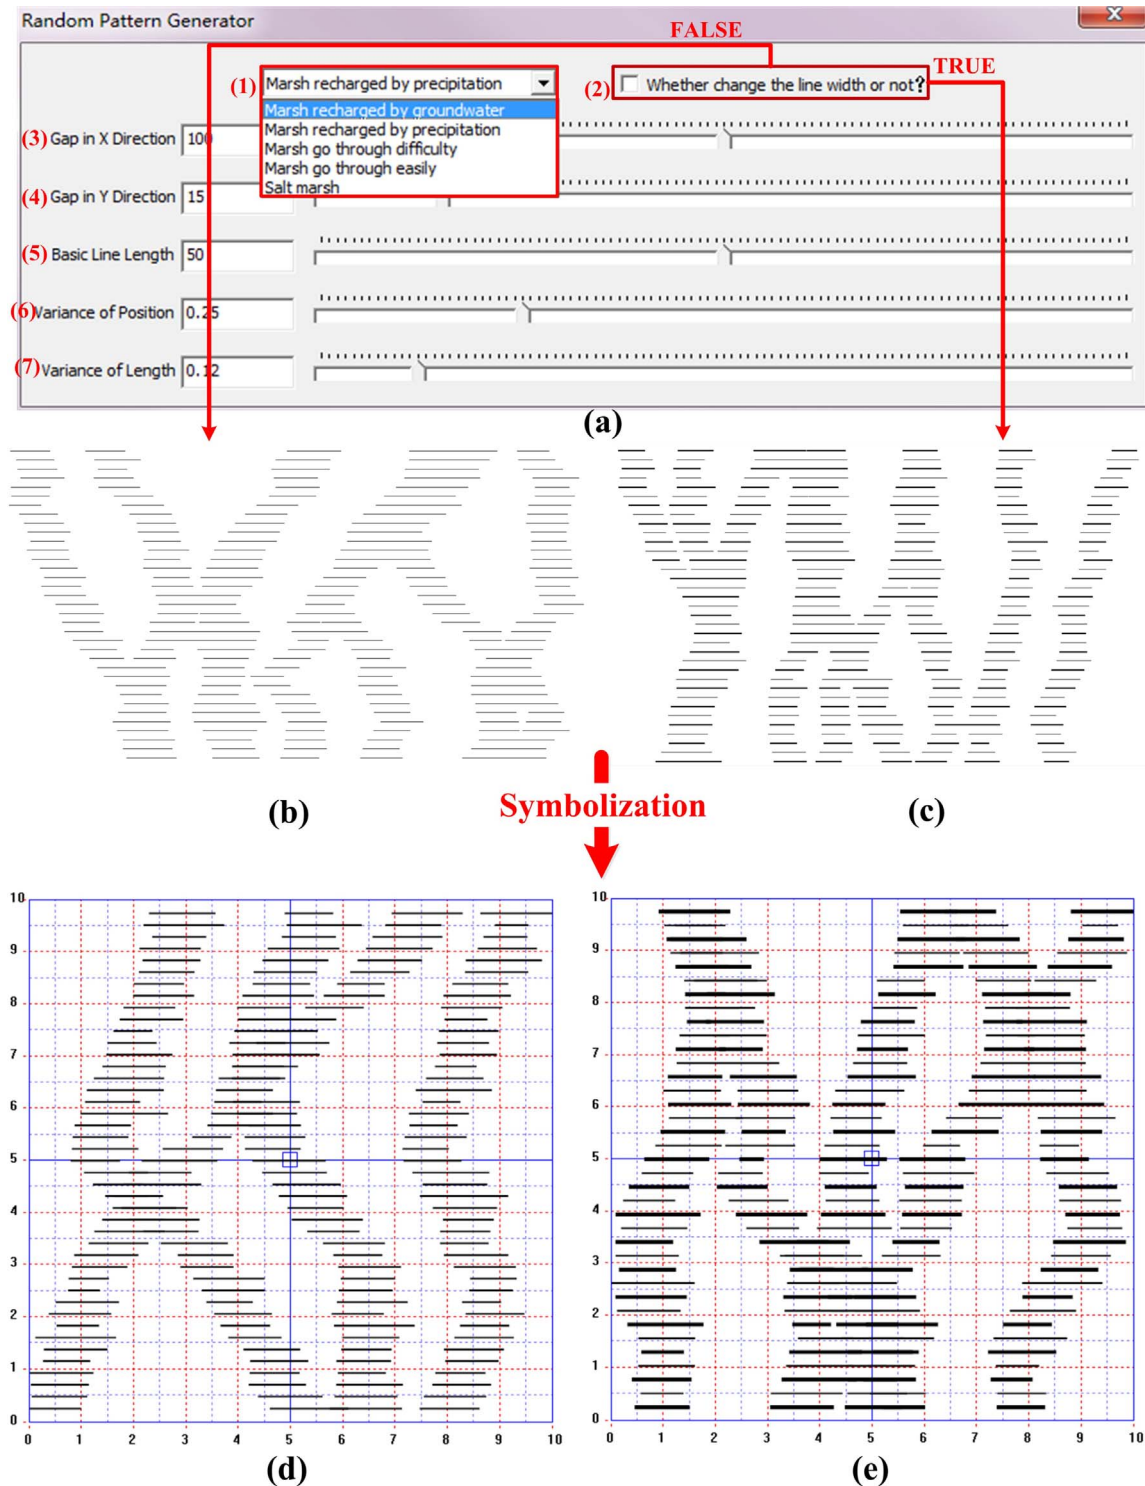 Random Pattern Generator
x
FALSE
(1) Marsh recharged by precipitation
(2) Whether change the line width or not?
TRUE
Marsh recharged by groundwater
Marsh recharged by precipitation
Marsh go through difficulty
Marsh go through easily
Salt marsh
(3) Gap in X Direction 100
(4) Gap in Y Direction 15
(5) Basic Line Length 50
(6) Variance of Position 0.25
(7) Variance of Length 0.12
(a)
(b)
(c)
Symbolization
10
9
8
7
6
5
4
3
2
1
0
0 1 2 3 4 5 6 7 8 9 10
(d)
10
9
8
7
6
5
4
3
2
1
0
0 1 2 3 4 5 6 7 8 9 10
(e)